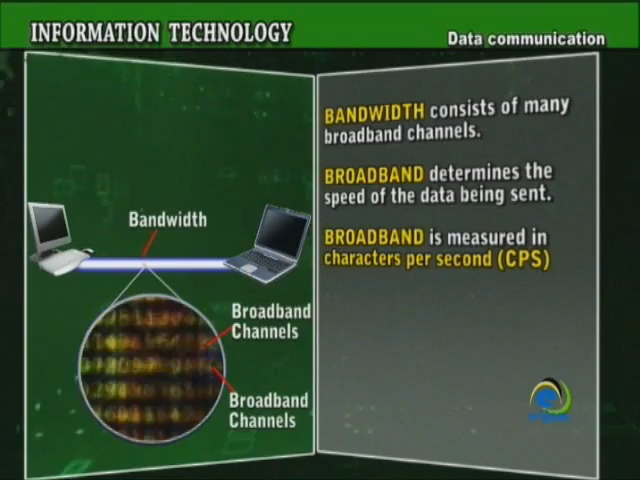 INFORMATION TECHNOLOGY
Data communication
BANDWIDTH consists of many
broadband channels.
BROADBAND determines the
speed of the data being sent.
BROADBAND is measured in
characters per second (CPS)
Bandwidth
Broadband
Channels
Broadband
Channels